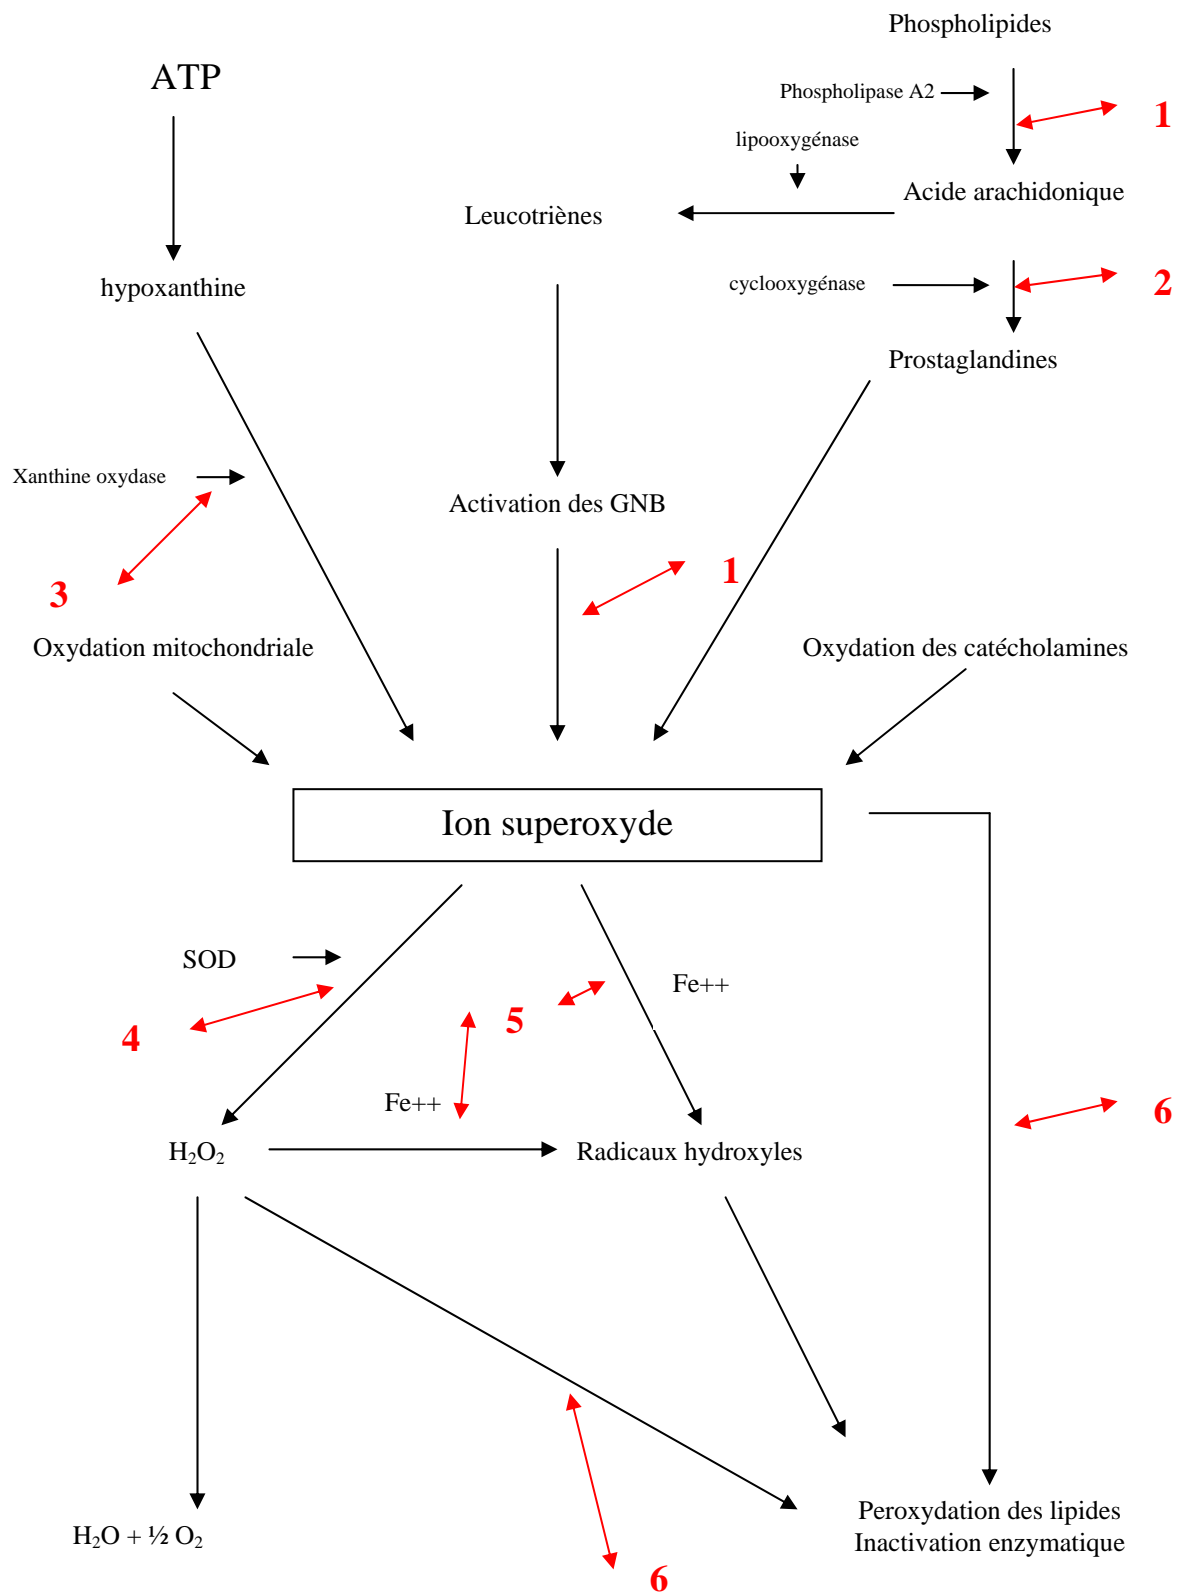 Phospholipides
ATP
Phospholipase A2
1
lipooxygénase
Acide arachidonique
Leucotriènes
hypoxanthine
cyclooxygénase
2
Prostaglandines
Xanthine oxydase
Activation des GNB
3
1
Oxydation mitochondriale
Oxydation des catécholamines
Ion superoxyde
SOD
Fe++
4
5
Fe++
6
H₂O₂
Radicaux hydroxyles
Peroxydation des lipides
Inactivation enzymatique
H₂O + ½ O₂
6